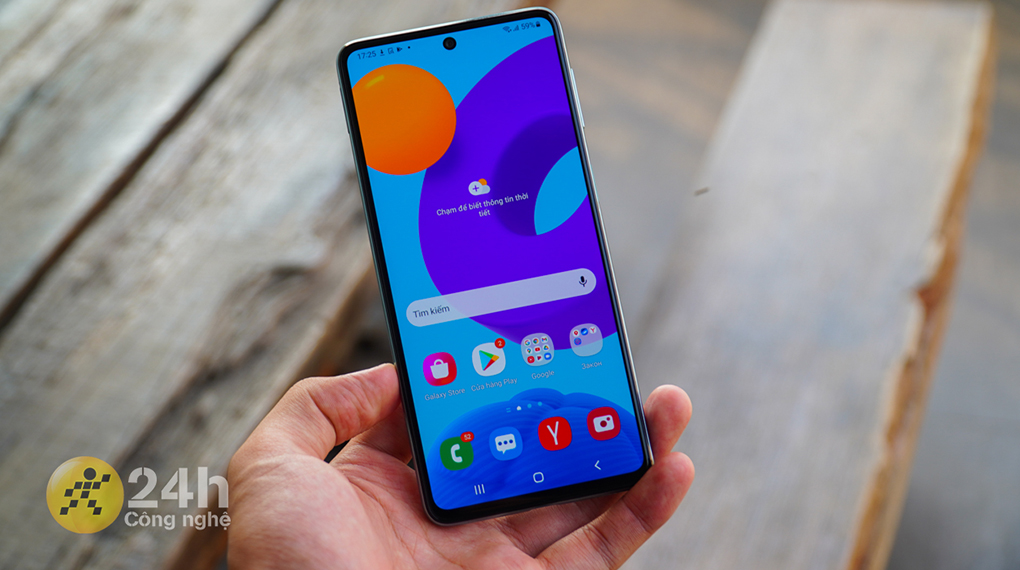 17:25
59%
Chạm để biết thông tin thời
tiết
Tìm kiếm
2
Galaxy Store
Cửa hàng Play
Google
Закон
52
Y
24h
Công nghệ